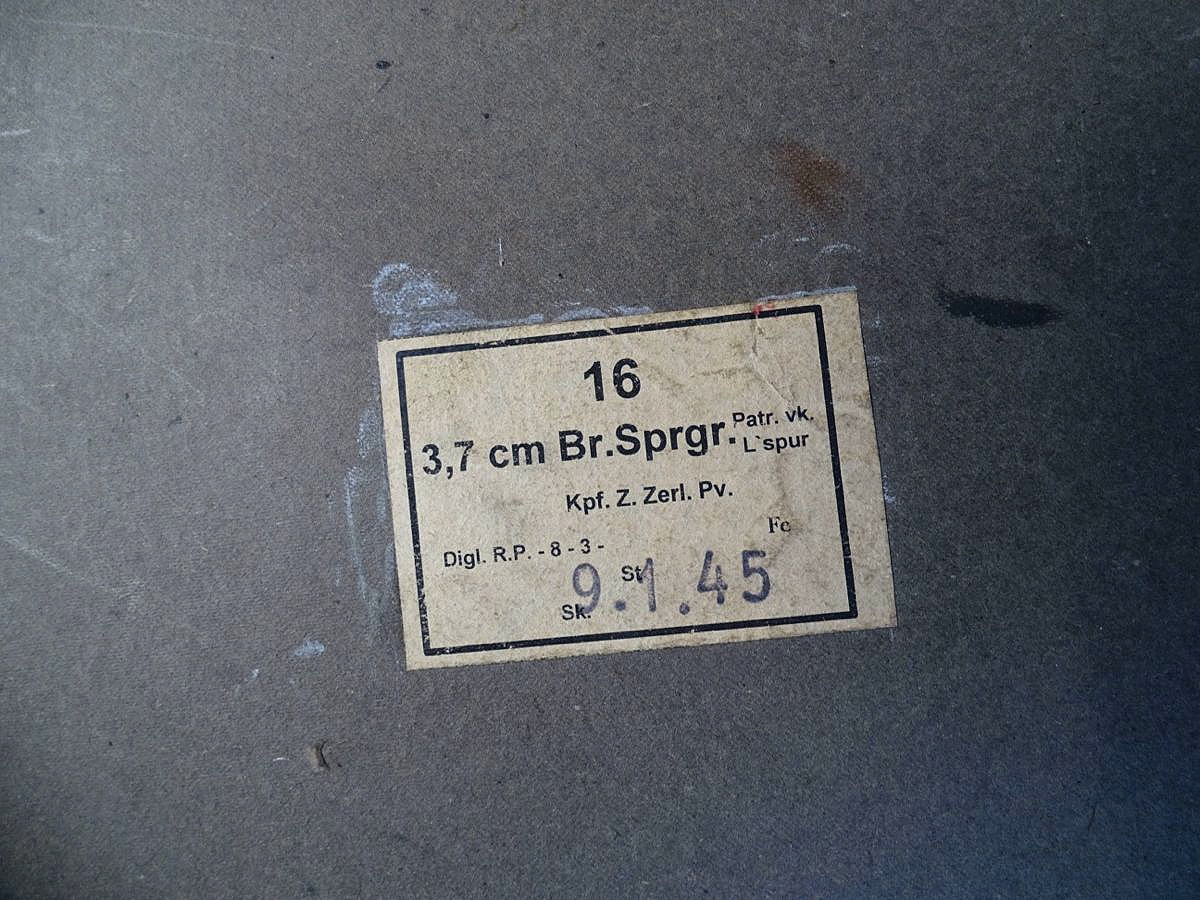 16
3,7 cm Br.Sprgr. Patr. vk.
L`spur
Kpf. Z. Zerl. Pv.
Fe
Digl. R.P. - 8 - 3 -
St
9.1.45
Sk.